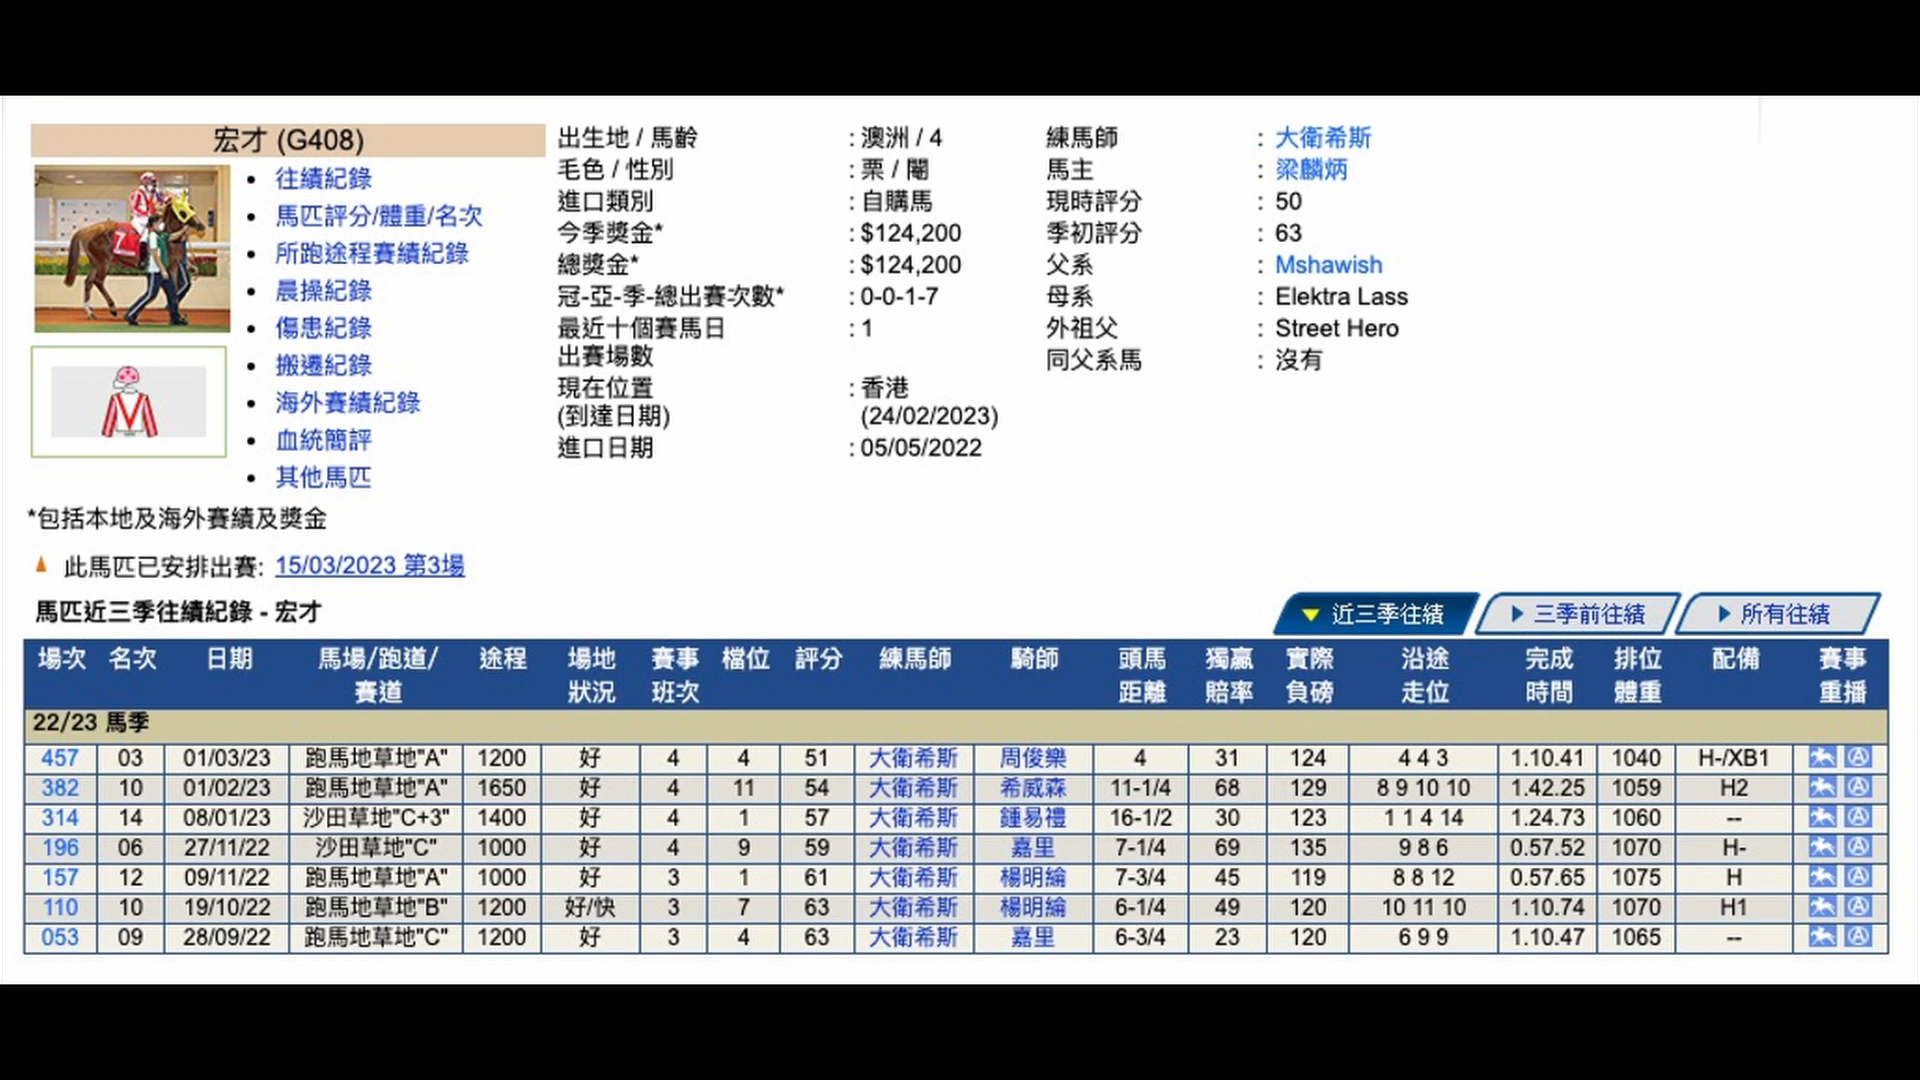 宏才 (G408)
往績紀錄
馬匹評分/體重/名次
所跑途程賽績紀錄
晨操紀錄
傷患紀錄
搬遷紀錄
海外賽績紀錄
血統簡評
其他馬匹
出生地 / 馬齡 : 澳洲 / 4
毛色 / 性別 : 栗 / 閹
進口類別 : 自購馬
今季獎金* : $124,200
總獎金* : $124,200
冠-亞-季-總出賽次數* : 0-0-1-7
最近十個賽馬日 : 1
出賽場數
現在位置 : 香港
(到達日期) (24/02/2023)
進口日期 : 05/05/2022
練馬師 : 大衛希斯
馬主 : 梁麟炳
現時評分 : 50
季初評分 : 63
父系 : Mshawish
母系 : Elektra Lass
外祖父 : Street Hero
同父系馬 : 沒有
*包括本地及海外賽績及獎金
此馬匹已安排出賽: 15/03/2023 第3場
馬匹近三季往績紀錄 - 宏才
近三季往績 三季前往績 所有往績
場次 名次 日期 馬場/跑道/ 途程 場地 賽事 檔位 評分 練馬師 騎師 頭馬 獨贏 實際 沿途 完成 排位 配備 賽事
賽道 狀況 班次 距離 賠率 負磅 走位 時間 體重 重播
22/23 馬季
457 03 01/03/23 跑馬地草地"A" 1200 好 4 4 51 大衛希斯 周俊樂 4 31 124 4 4 3 1.10.41 1040 H-/XB1
382 10 01/02/23 跑馬地草地"A" 1650 好 4 11 54 大衛希斯 希威森 11-1/4 68 129 8 9 10 10 1.42.25 1059 H2
314 14 08/01/23 沙田草地"C+3" 1400 好 4 1 57 大衛希斯 鍾易禮 16-1/2 30 123 1 1 4 14 1.24.73 1060 --
196 06 27/11/22 沙田草地"C" 1000 好 4 9 59 大衛希斯 嘉里 7-1/4 69 135 9 8 6 0.57.52 1070 H-
157 12 09/11/22 跑馬地草地"A" 1000 好 3 1 61 大衛希斯 楊明綸 7-3/4 45 119 8 8 12 0.57.65 1075 H
110 10 19/10/22 跑馬地草地"B" 1200 好/快 3 7 63 大衛希斯 楊明綸 6-1/4 49 120 10 11 10 1.10.74 1070 H1
053 09 28/09/22 跑馬地草地"C" 1200 好 3 4 63 大衛希斯 嘉里 6-3/4 23 120 6 9 9 1.10.47 1065 --